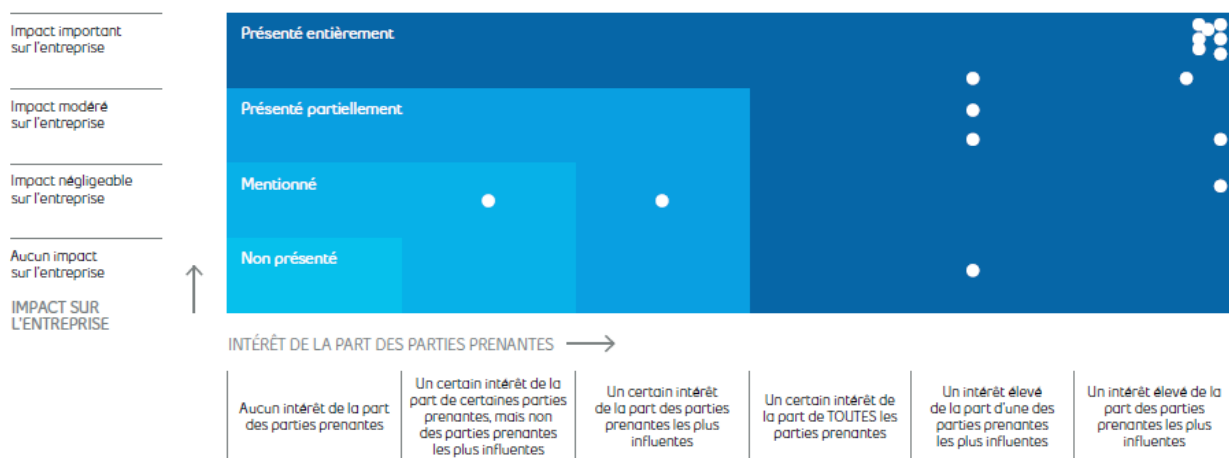 Impact important
sur l'entreprise
Présenté entièrement
Impact modéré
sur l'entreprise
Présenté partiellement
Impact négligeable
sur l'entreprise
Mentionné
Aucun impact
sur l'entreprise
Non présenté
IMPACT SUR
L'ENTREPRISE
INTÉRÊT DE LA PART DES PARTIES PRENANTES
Aucun intérêt de la part
des parties prenantes
Un certain intérêt de la
part de certaines parties
prenantes, mais non
des parties prenantes
les plus influentes
Un certain intérêt
de la part des parties
prenantes les plus
influentes
Un certain intérêt de
la part de TOUTES les
parties prenantes
Un intérêt élevé
de la part d'une des
parties prenantes
les plus influentes
Un intérêt élevé de la
part des parties
prenantes les plus
influentes